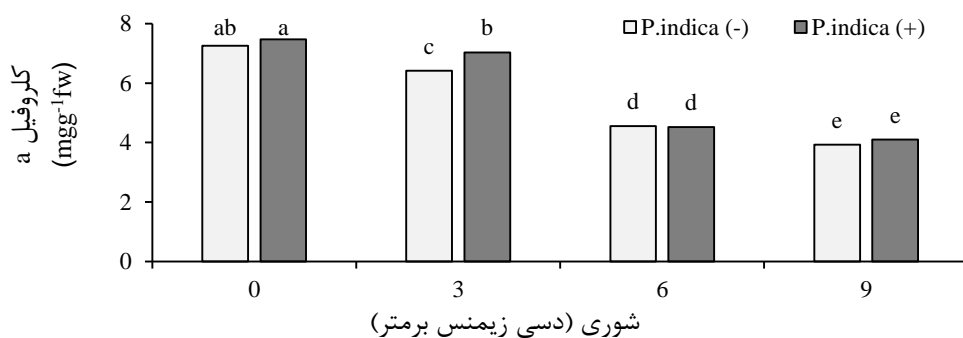 P.indica (-) P.indica (+)
کلروفیل a
(mgg-1fw)
8
6
4
2
0
ab a
c b
d d
e e
0 3 6 9
شوری (دسی زیمنس برمتر)